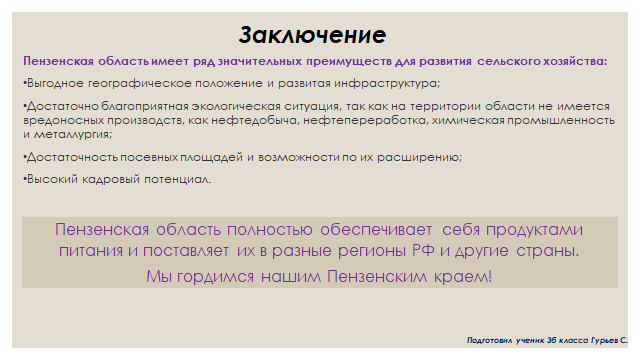 Заключение
Пензенская область имеет ряд значительных преимуществ для развития сельского хозяйства:
•Выгодное географическое положение и развитая инфраструктура;
•Достаточно благоприятная экологическая ситуация, так как на территории области не имеется
вредоносных производств, как нефтедобыча, нефтепереработка, химическая промышленность
и металлургия;
•Достаточность посевных площадей и возможности по их расширению;
•Высокий кадровый потенциал.
Пензенская область полностью обеспечивает себя продуктами
питания и поставляет их в разные регионы РФ и другие страны.
Мы гордимся нашим Пензенским краем!
Подготовил ученик 3б класса Гурьев С.